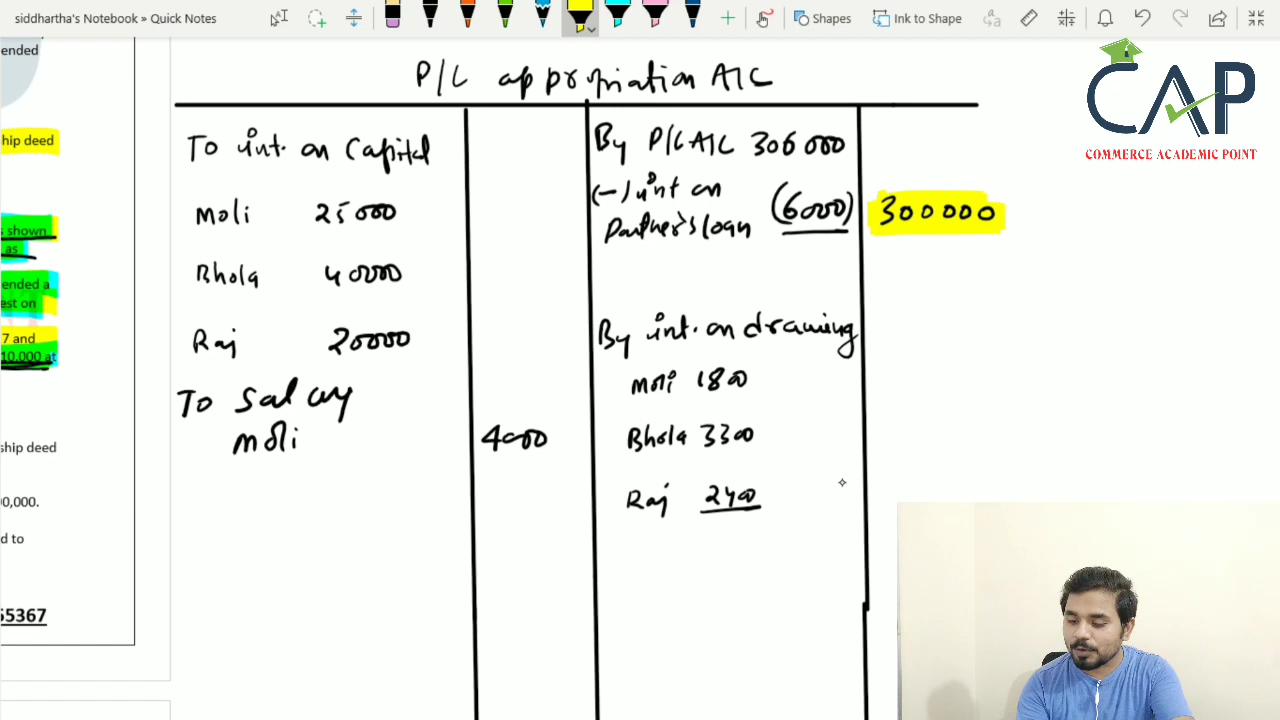 siddhartha's Notebook » Quick Notes
Shapes
Ink to Shape
CAP
COMMERCE ACADEMIC POINT
ended
hip deed
s shown
as
ended a
est on
7 and
10,000 at
ship deed
00,000.
d to
55367
P/L appropriation A/C
To int. on Capital
Moli 25000
Bhola 40000
Raj 20000
To Salary
Moli 4000
By P/L A/C 306000
(-) int on
Partner's loan (6000) 300000
By int. on drawing
Moli 1800
Bhola 3300
Raj 2400